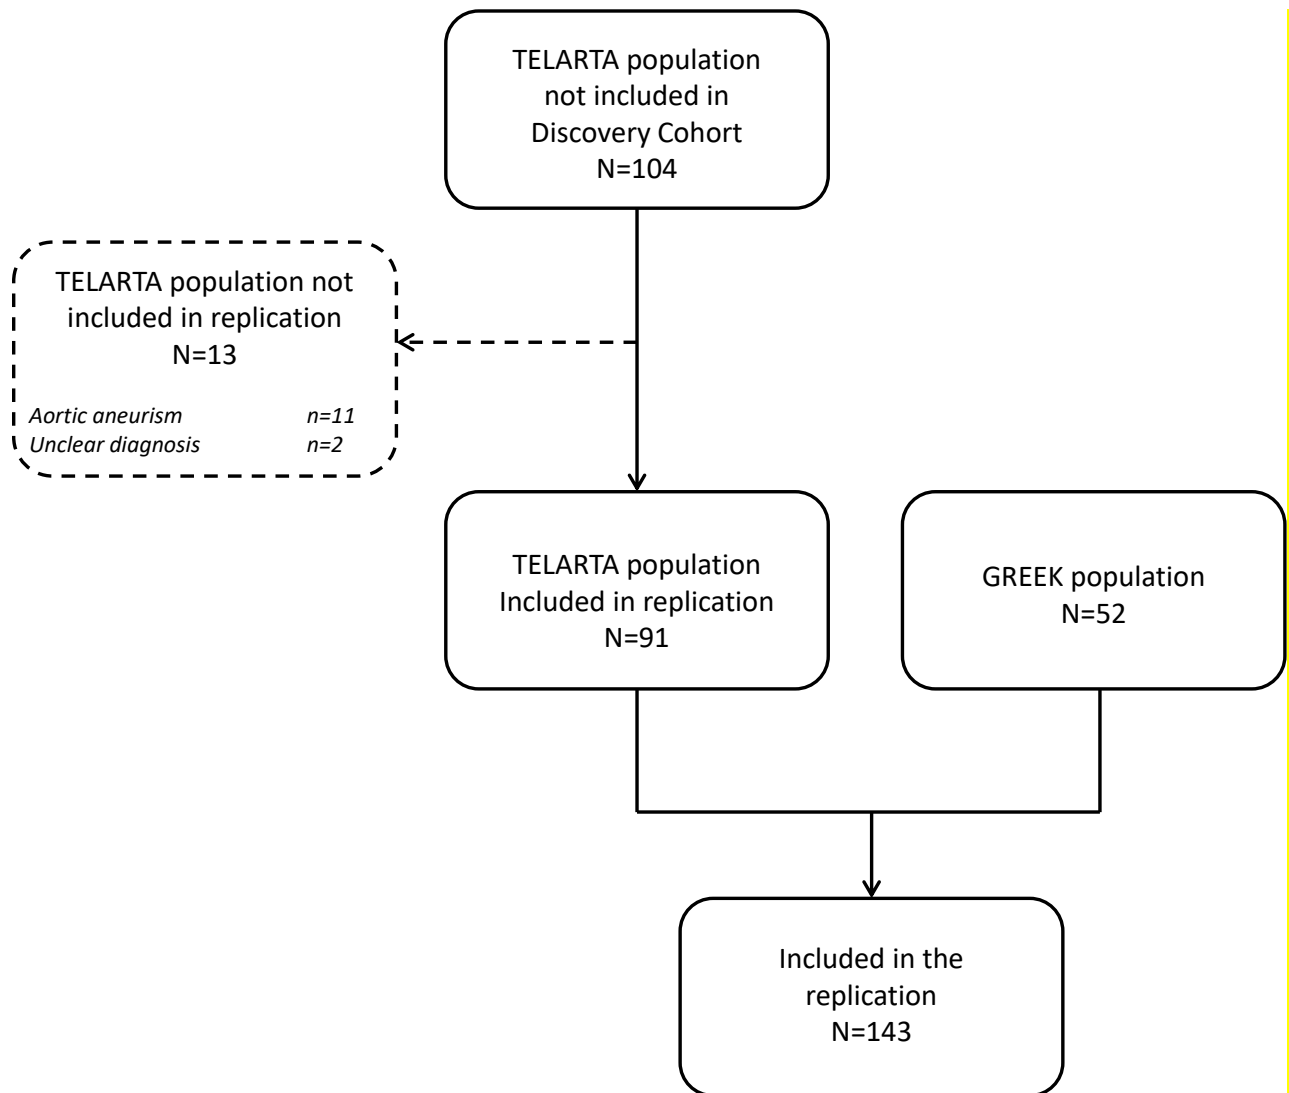 TELARTA population
not included in
Discovery Cohort
N=104
TELARTA population not
included in replication
N=13
Aortic aneurism n=11
Unclear diagnosis n=2
TELARTA population
Included in replication
N=91
GREEK population
N=52
Included in the
replication
N=143